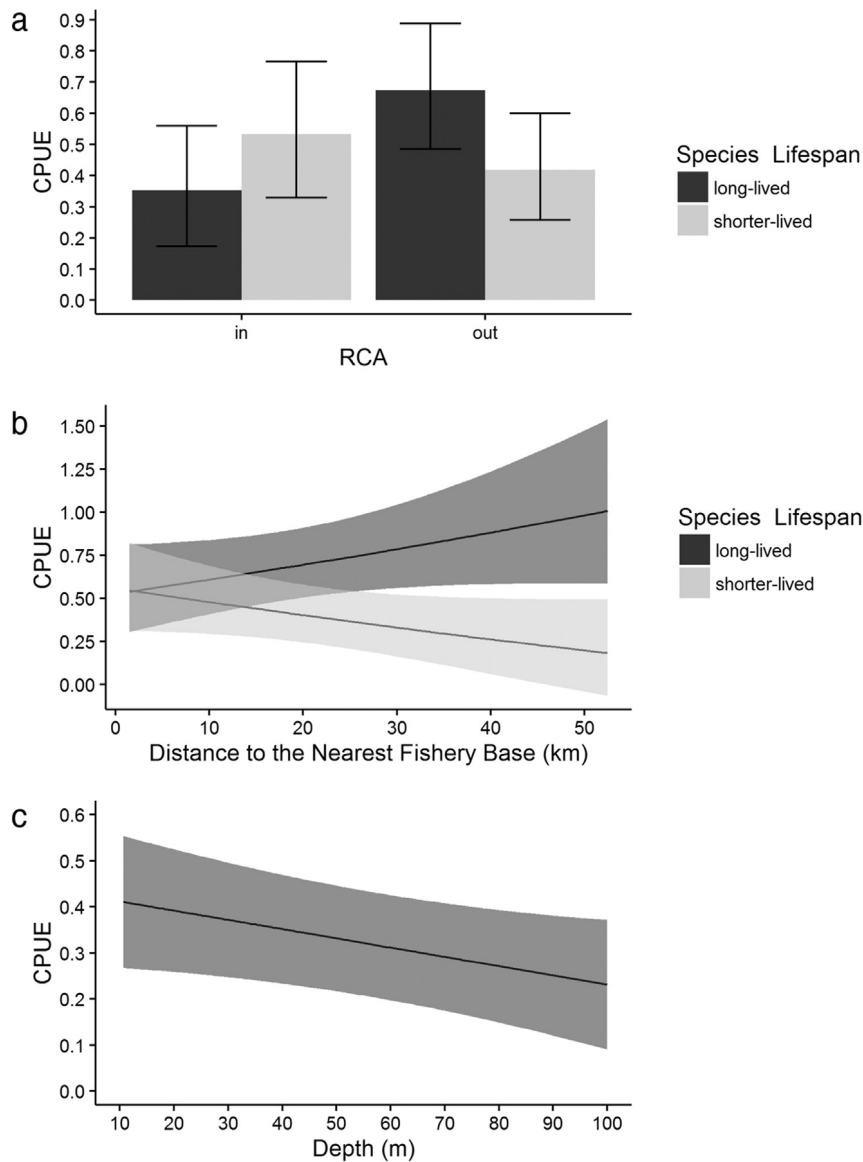 a
0.9
0.8
0.7
0.6
0.5
0.4
0.3
0.2
0.1
0.0
CPUE
in
out
RCA
Species Lifespan
long-lived
shorter-lived
b
1.50
1.25
1.00
0.75
0.50
0.25
0.00
CPUE
0 10 20 30 40 50
Distance to the Nearest Fishery Base (km)
Species Lifespan
long-lived
shorter-lived
c
0.6
0.5
0.4
0.3
0.2
0.1
0.0
CPUE
10 20 30 40 50 60 70 80 90 100
Depth (m)